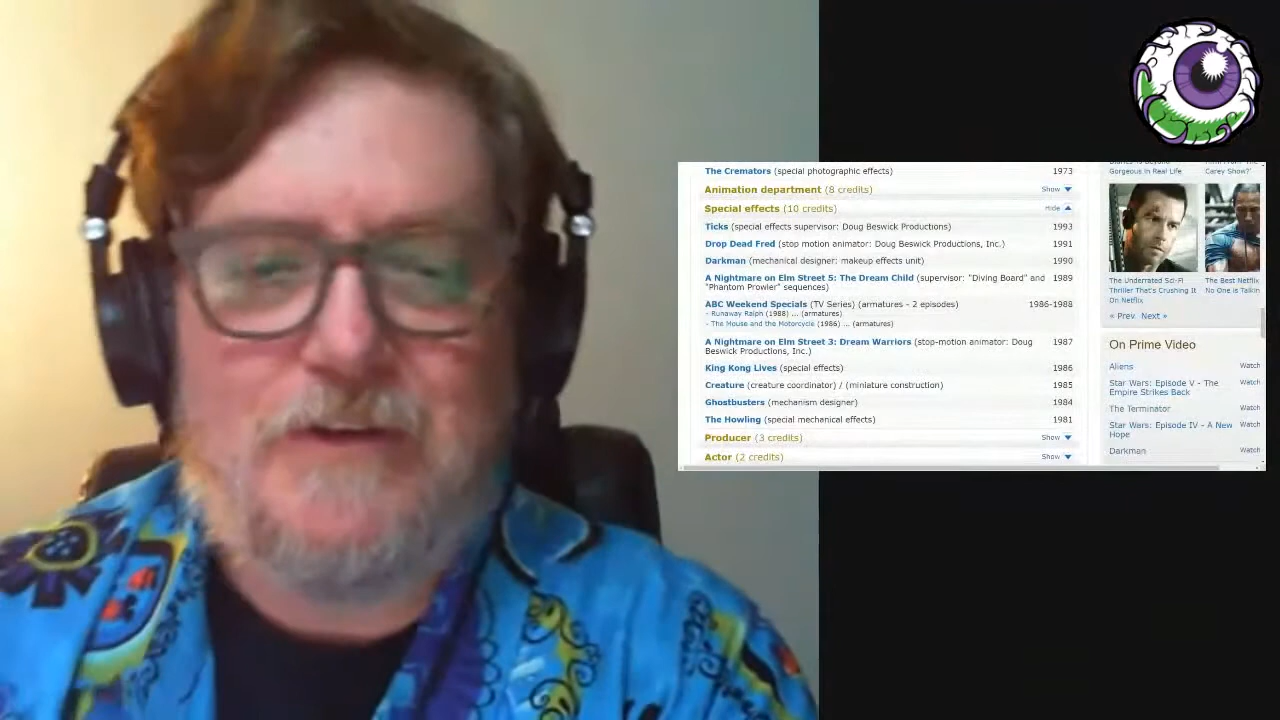 The Cremators (special photographic effects) 1973
Animation department (8 credits) Show
Special effects (10 credits) Hide
Ticks (special effects supervisor: Doug Beswick Productions) 1993
Drop Dead Fred (stop motion animator: Doug Beswick Productions, Inc.) 1991
Darkman (mechanical designer: makeup effects unit) 1990
A Nightmare on Elm Street 5: The Dream Child (supervisor: "Diving Board" and 1989
"Phantom Prowler" sequences)
ABC Weekend Specials (TV Series) (armatures - 2 episodes) 1986-1988
- Runaway Ralph (1988) ... (armatures)
- The Mouse and the Motorcycle (1986) ... (armatures)
A Nightmare on Elm Street 3: Dream Warriors (stop-motion animator: Doug 1987
Beswick Productions, Inc.)
King Kong Lives (special effects) 1986
Creature (creature coordinator) / (miniature construction) 1985
Ghostbusters (mechanism designer) 1984
The Howling (special mechanical effects) 1981
Producer (3 credits) Show
Actor (2 credits) Show
Gorgeous in Real Life
'Carey Show?'
The Underrated Sci-Fi
Thriller That's Crushing It
On Netflix
The Best Netflix
No One is Talkin
« Prev Next »
On Prime Video
Aliens Watch
Star Wars: Episode V - The Watch
Empire Strikes Back
The Terminator Watch
Star Wars: Episode IV - A New Watch
Hope
Darkman Watch